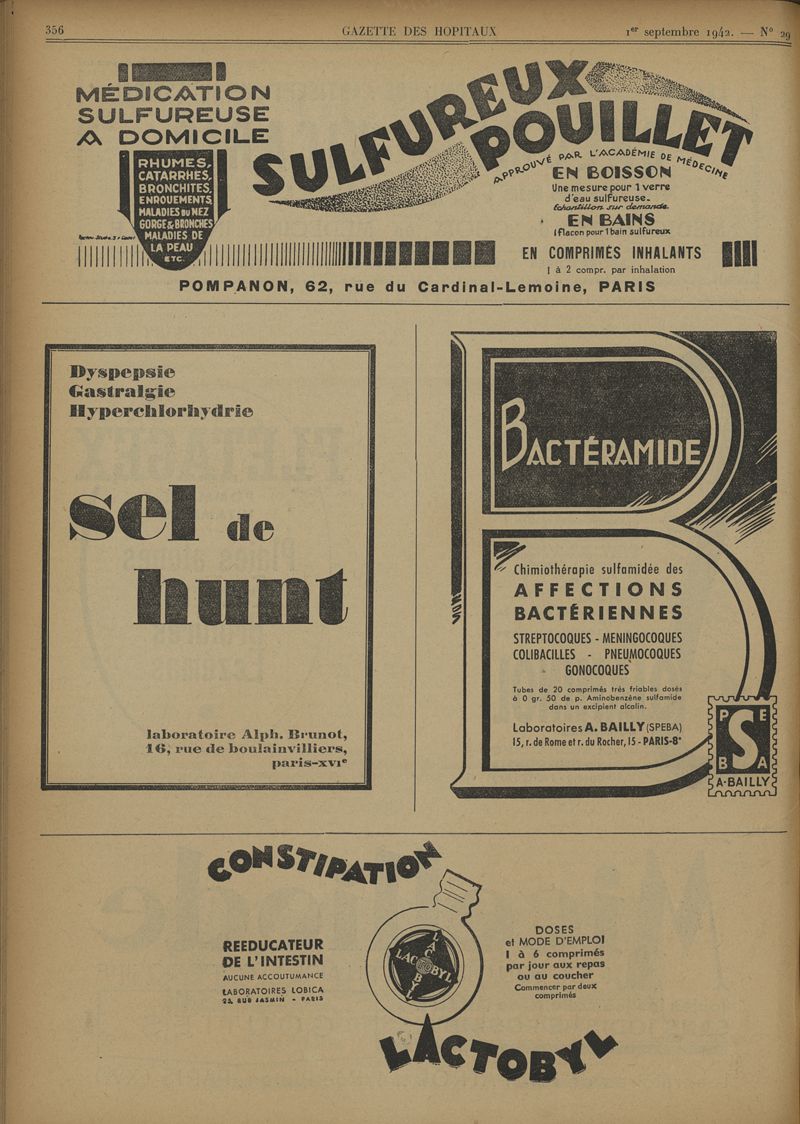 356 GAZETTE DES HOPITAUX 1er septembre 1942. — N° 29
MÉDICATION
SULFUREUSE
A DOMICILE
RHUMES,
CATARRHES,
BRONCHITES,
ENROUEMENTS,
MALADIES DU NEZ
GORGE & BRONCHES
MALADIES DE
LA PEAU
ETC.
SULFUREUX
POUILLET
APPROUVÉ PAR L'ACADÉMIE DE MÉDECINE
EN BOISSON
Une mesure pour 1 verre
d'eau sulfureuse.
Échantillon sur demande.
EN BAINS
1 flacon pour 1 bain sulfureux
EN COMPRIMÉS INHALANTS
1 à 2 compr. par inhalation
POMPANON, 62, rue du Cardinal-Lemoine, PARIS
Dyspepsie
Gastralgie
Hyperchlorhydrie
sel de
hunt
laboratoire Alph. Brunot,
16, rue de boulainvilliers,
paris-XVIe
BACTÉRAMIDE
Chimiothérapie sulfamidée des
AFFECTIONS
BACTÉRIENNES
STREPTOCOQUES - MENINGOCOQUES
COLIBACILLES - PNEUMOCOQUES
GONOCOQUES
Tubes de 20 comprimés très friables dosés
à 0 gr. 50 de p. Aminobenzène sulfamide
dans un excipient alcalin.
Laboratoires A. BAILLY (SPEBA)
15, r. de Rome et r. du Rocher, 15 - PARIS-8e
P E
S
B A
A·BAILLY
CONSTIPATION
REEDUCATEUR
DE L'INTESTIN
AUCUNE ACCOUTUMANCE
LABORATOIRES LOBICA
25, RUE JASMIN - PARIS
LACTOBYL
LACTOBYL
DOSES
et MODE D'EMPLOI
1 à 6 comprimés
par jour aux repas
ou au coucher
Commencer par deux
comprimés
LACTOBYL